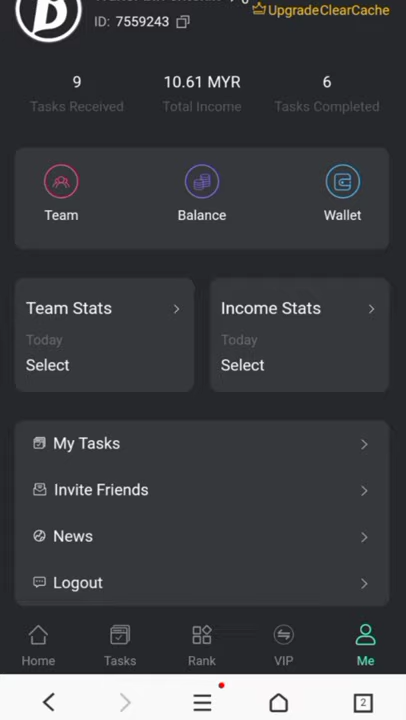 ID: 7559243
UpgradeClearCache
9
10.61 MYR
6
Tasks Received
Total Income
Tasks Completed
Team
Balance
Wallet
Team Stats
Income Stats
Today
Today
Select
Select
My Tasks
Invite Friends
News
Logout
Home
Tasks
Rank
VIP
Me
2